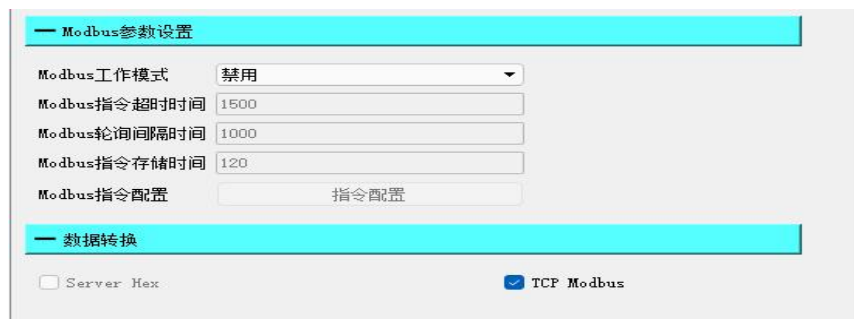 一 Modbus参数设置
Modbus工作模式 禁用
Modbus指令超时时间 1500
Modbus轮询间隔时间 1000
Modbus指令存储时间 120
Modbus指令配置 指令配置
一 数据转换
Server Hex TCP Modbus